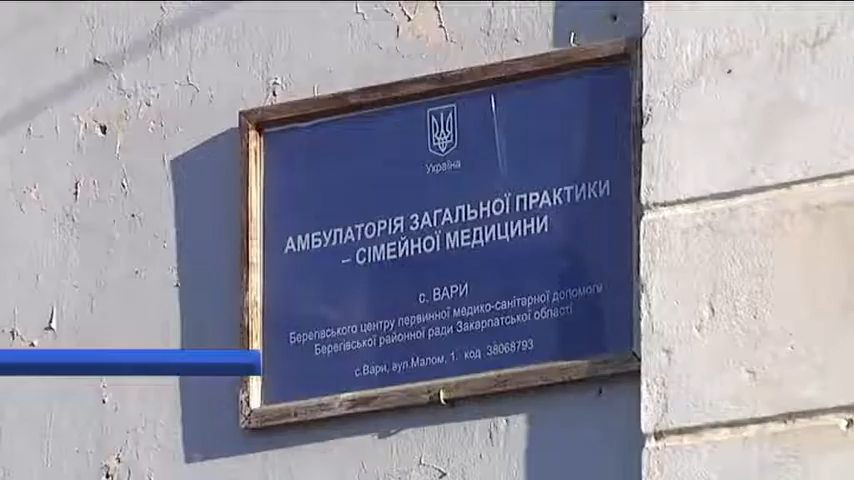 Україна
АМБУЛАТОРІЯ ЗАГАЛЬНОЇ ПРАКТИКИ
– СІМЕЙНОЇ МЕДИЦИНИ
с. ВАРИ
Берегівського центру первинної медико-санітарної допомоги
Берегівської районної ради Закарпатської області
с.Вари, вул.Малом, 1. код 38068793